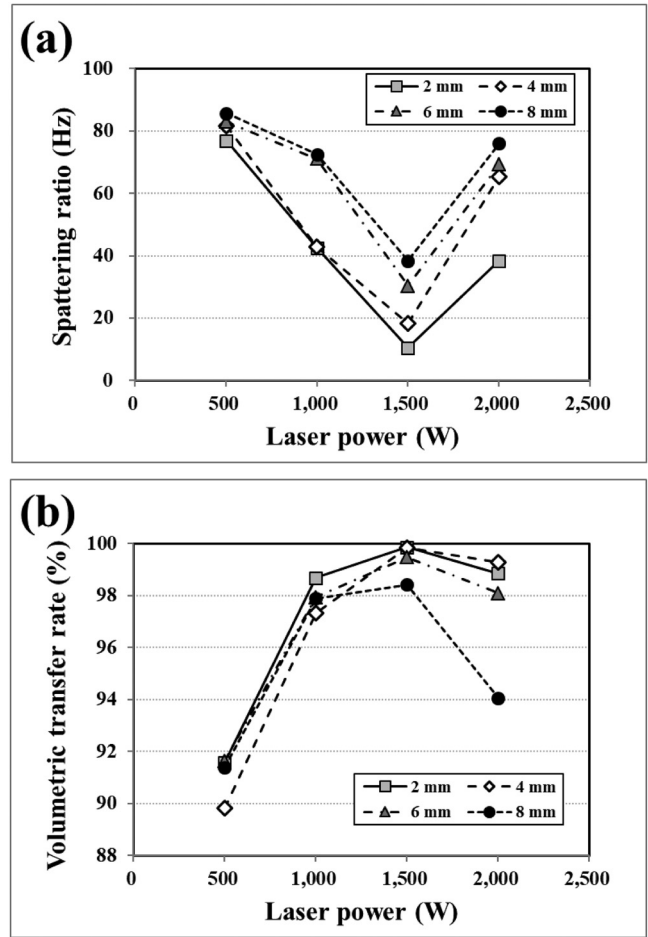 (a)
100
80
60
40
20
0
Spattering ratio (Hz)
2 mm 4 mm
6 mm 8 mm
0 500 1,000 1,500 2,000 2,500
Laser power (W)
(b)
100
98
96
94
92
90
88
Volumetric transfer rate (%)
2 mm 4 mm
6 mm 8 mm
0 500 1,000 1,500 2,000 2,500
Laser power (W)